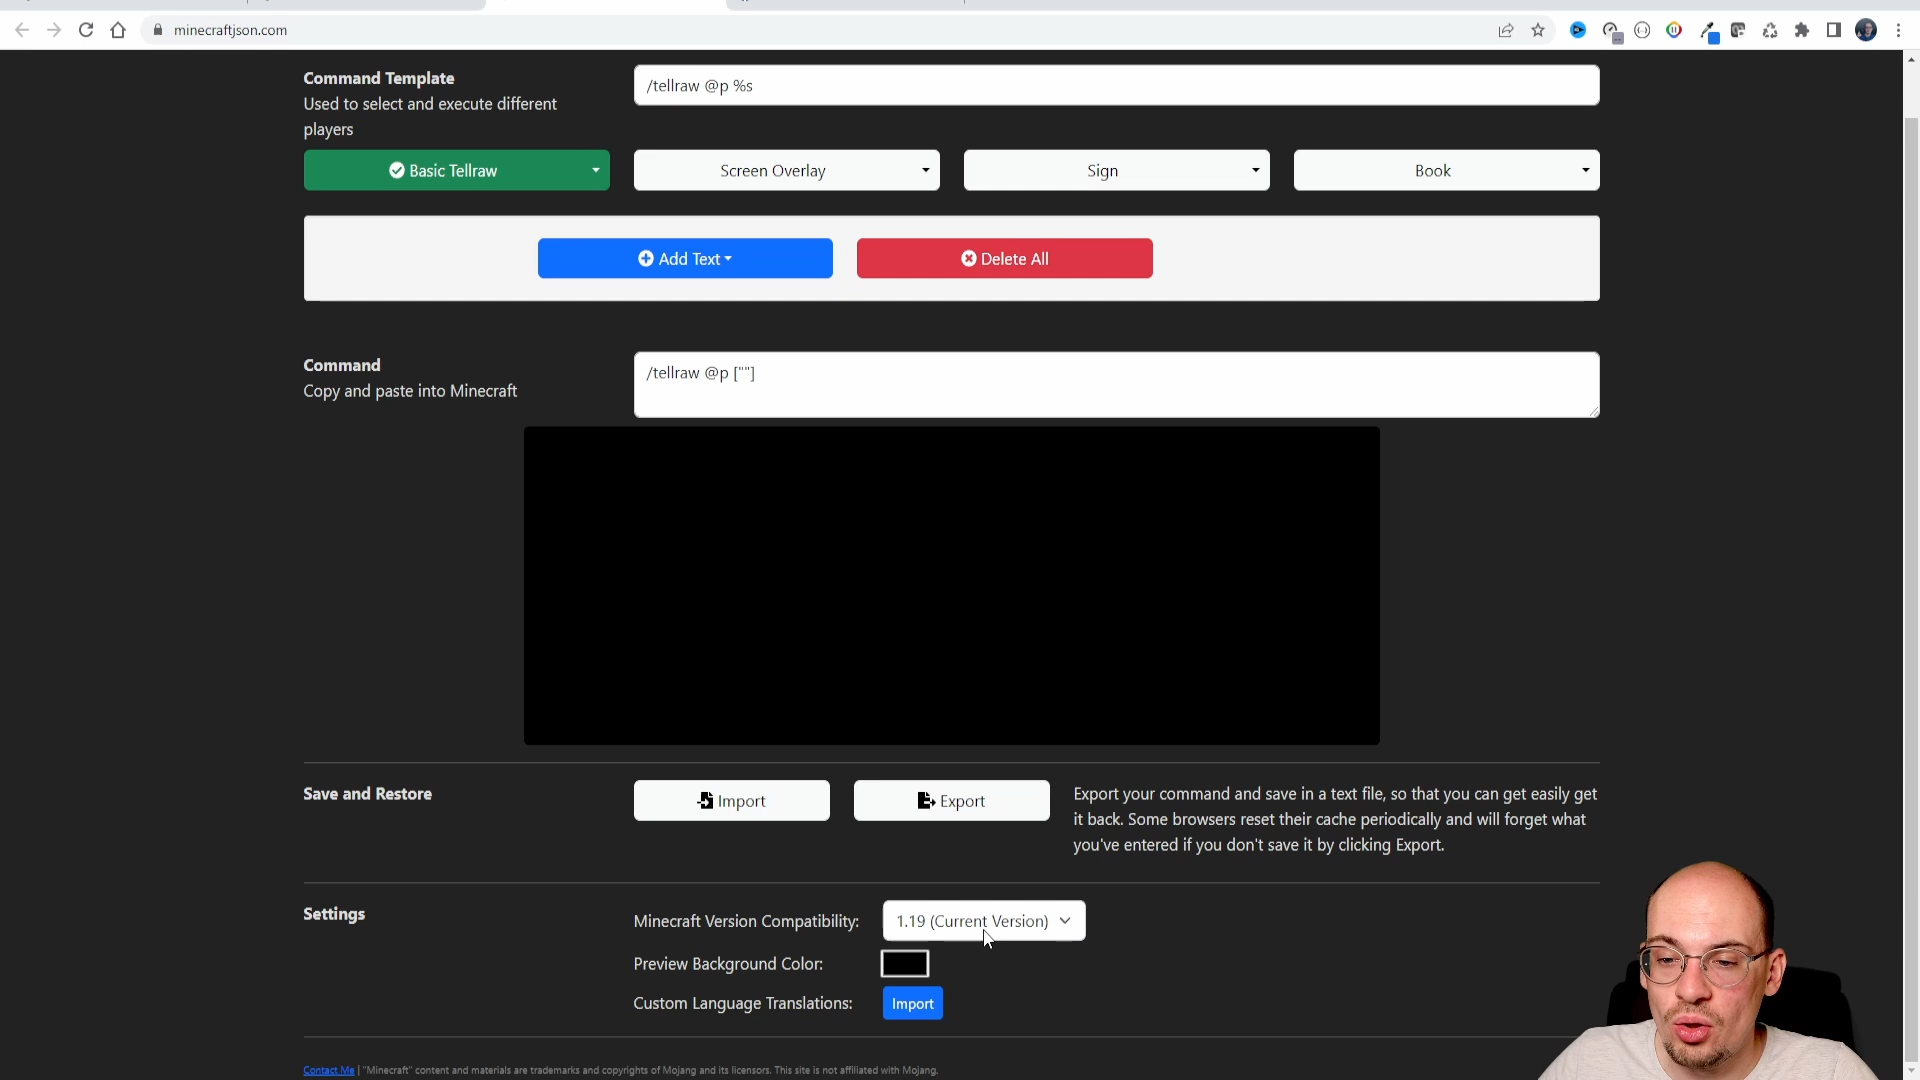 minecraftjson.com
Command Template
Used to select and execute different
players
/tellraw @p %s
Basic Tellraw
Screen Overlay
Sign
Book
Add Text
Delete All
Command
Copy and paste into Minecraft
/tellraw @p [""]
Save and Restore
Import
Export
Export your command and save in a text file, so that you can get easily get
it back. Some browsers reset their cache periodically and will forget what
you've entered if you don't save it by clicking Export.
Settings
Minecraft Version Compatibility:
1.19 (Current Version)
Preview Background Color:
Custom Language Translations:
Import
Contact Me | "Minecraft" content and materials are trademarks and copyrights of Mojang and its licensors. This site is not affiliated with Mojang.